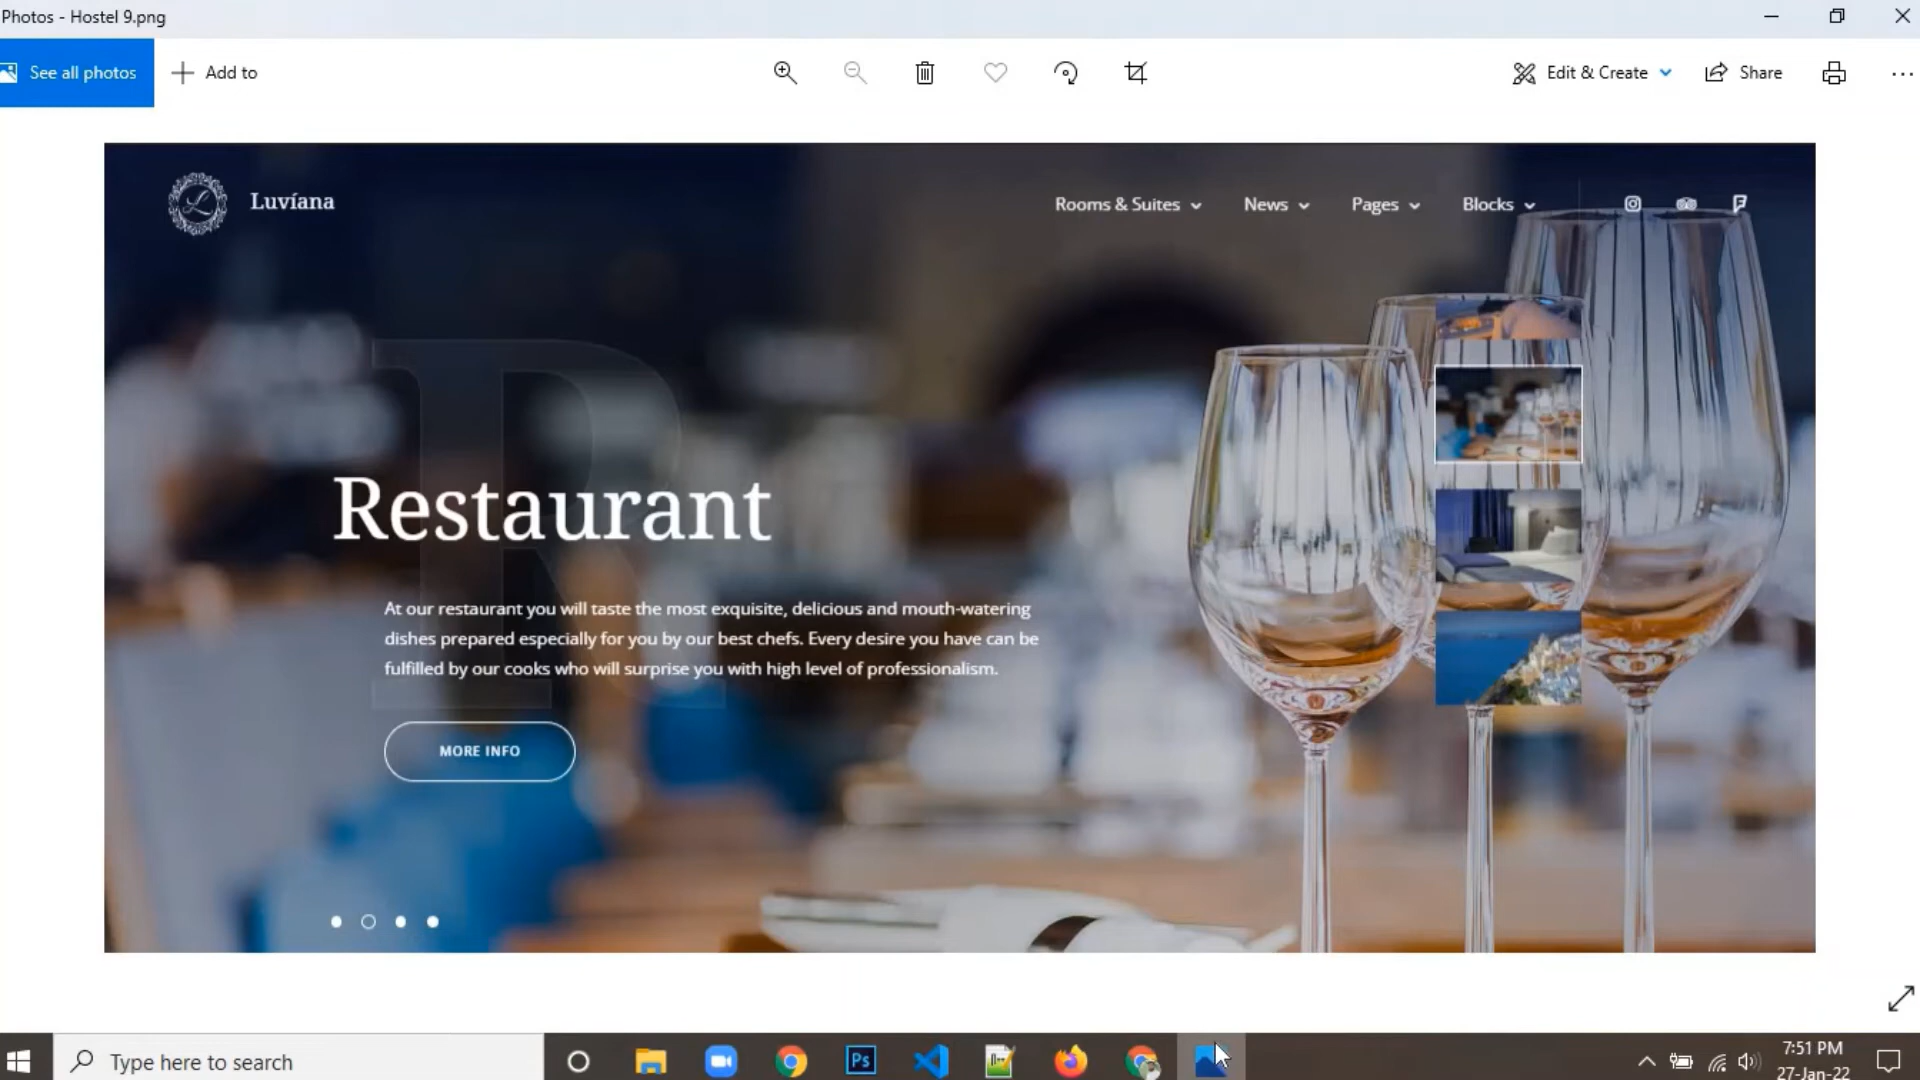 Photos - Hostel 9.png
See all photos
Add to
Edit & Create
Share
Luvíana
Rooms & Suites
News
Pages
Blocks
R
Restaurant
At our restaurant you will taste the most exquisite, delicious and mouth-watering
dishes prepared especially for you by our best chefs. Every desire you have can be
fulfilled by our cooks who will surprise you with high level of professionalism.
MORE INFO
Type here to search
Ps
7:51 PM
27-Jan-22